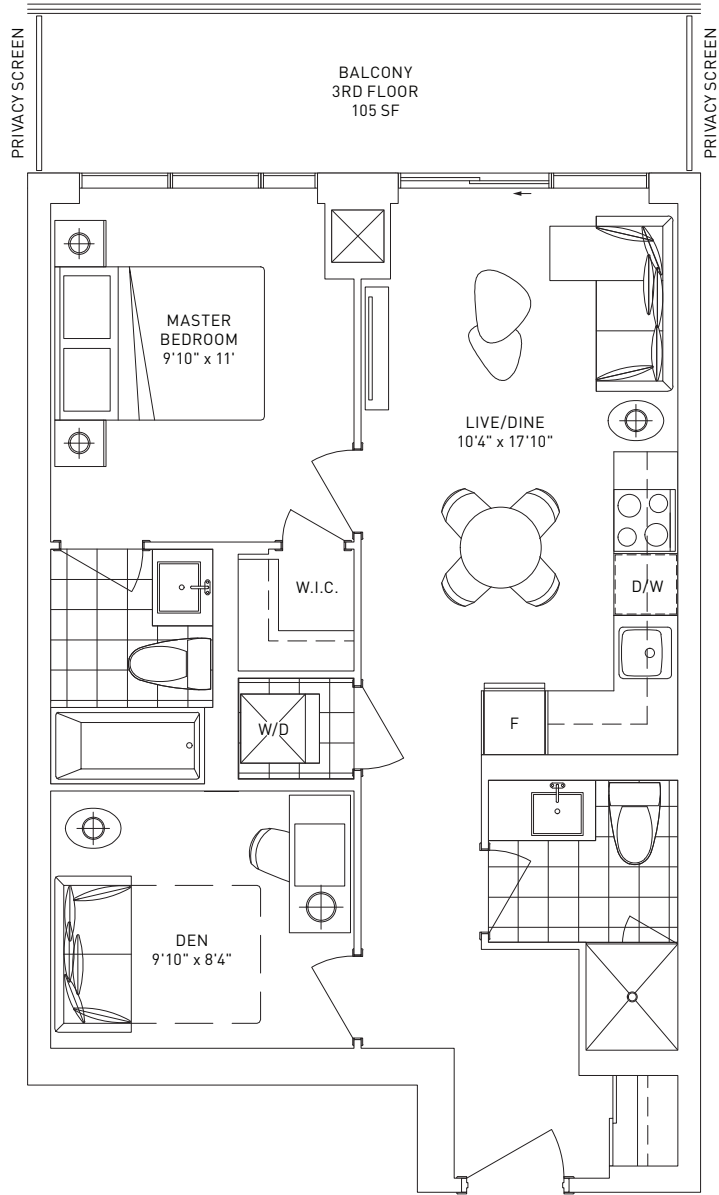 PRIVACY SCREEN
BALCONY
3RD FLOOR
105 SF
PRIVACY SCREEN
MASTER
BEDROOM
9'10" x 11'
LIVE/DINE
10'4" x 17'10"
W.I.C.
D/W
W/D
F
DEN
9'10" x 8'4"